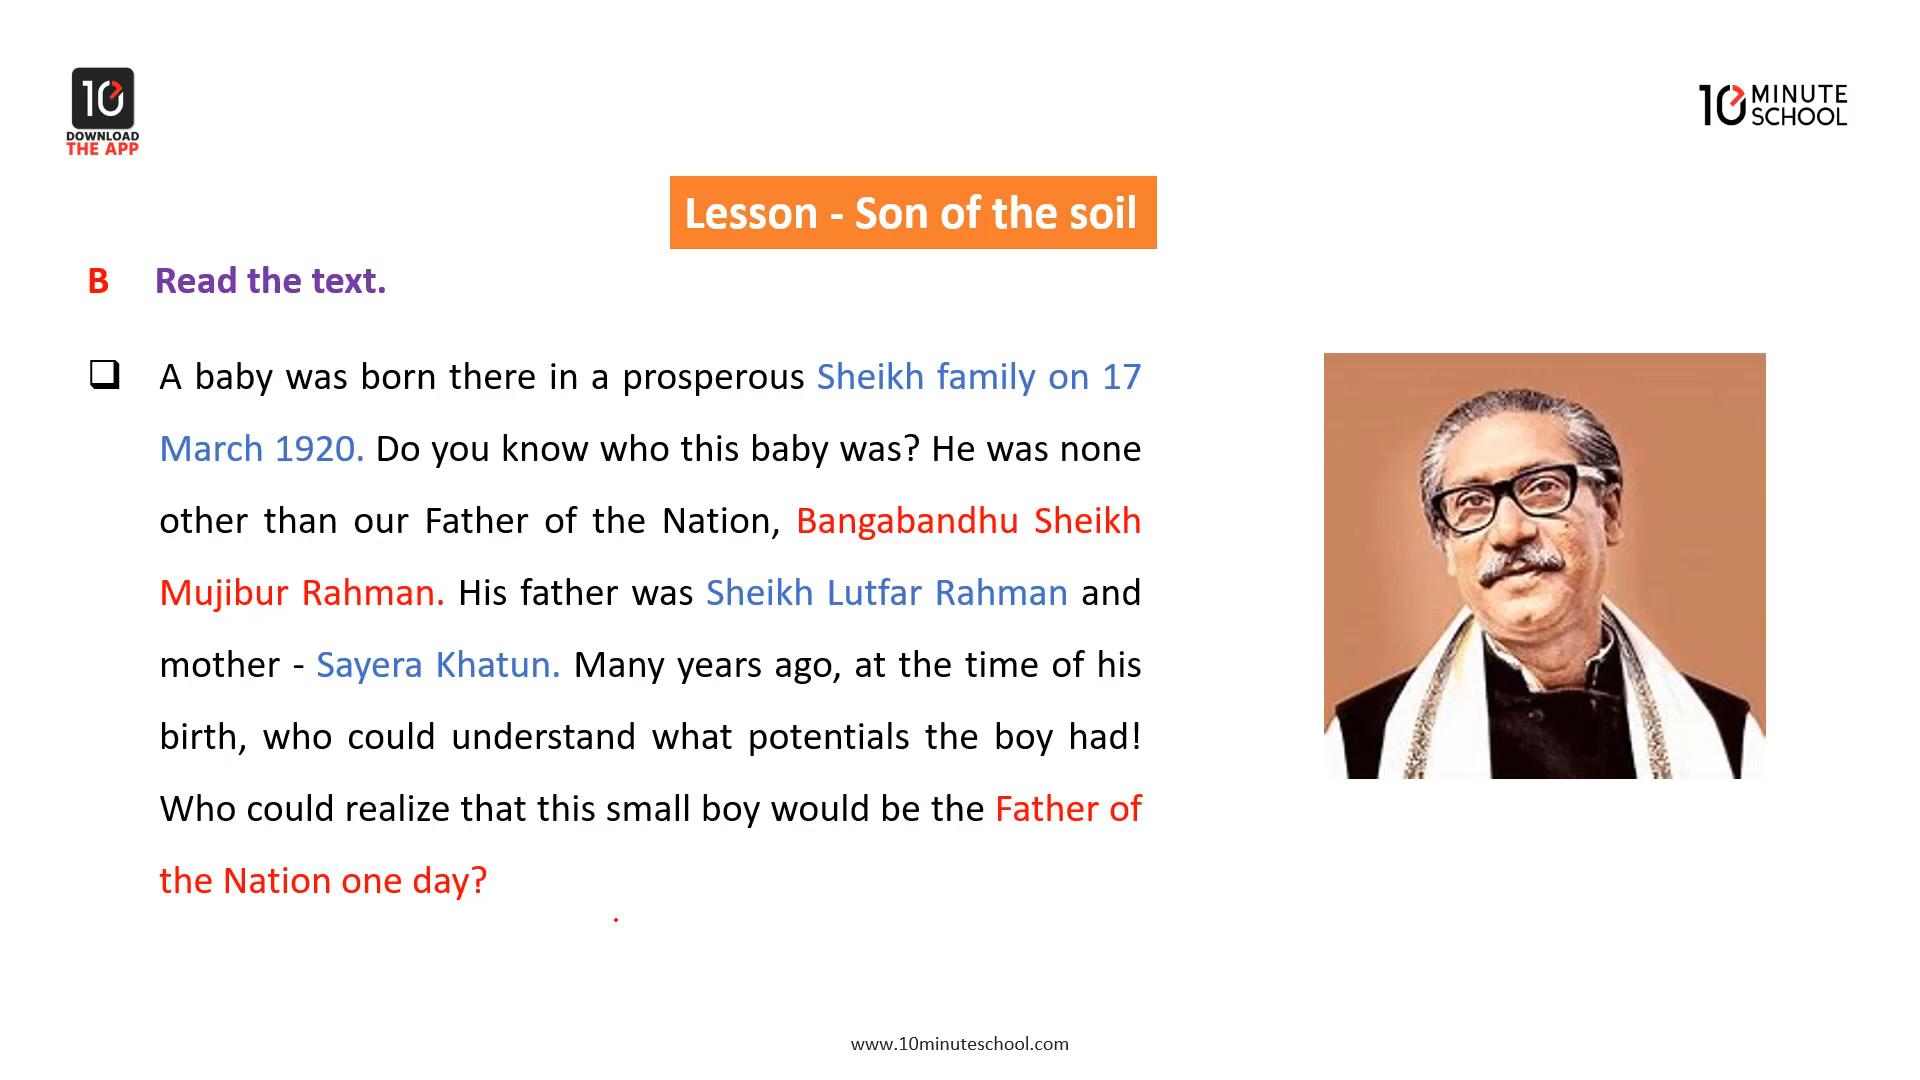 10
DOWNLOAD
THE APP
10 MINUTE
SCHOOL
Lesson - Son of the soil
B Read the text.
A baby was born there in a prosperous Sheikh family on 17
March 1920. Do you know who this baby was? He was none
other than our Father of the Nation, Bangabandhu Sheikh
Mujibur Rahman. His father was Sheikh Lutfar Rahman and
mother - Sayera Khatun. Many years ago, at the time of his
birth, who could understand what potentials the boy had!
Who could realize that this small boy would be the Father of
the Nation one day?
www.10minuteschool.com